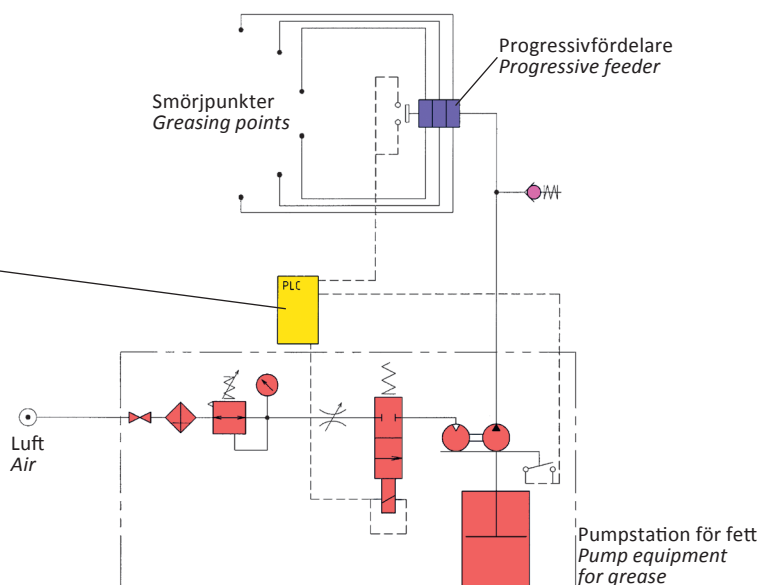 Progressivfördelare
Progressive feeder
Smörjpunkter
Greasing points
PLC
Luft
Air
Pumpstation för fett
Pump equipment
for grease